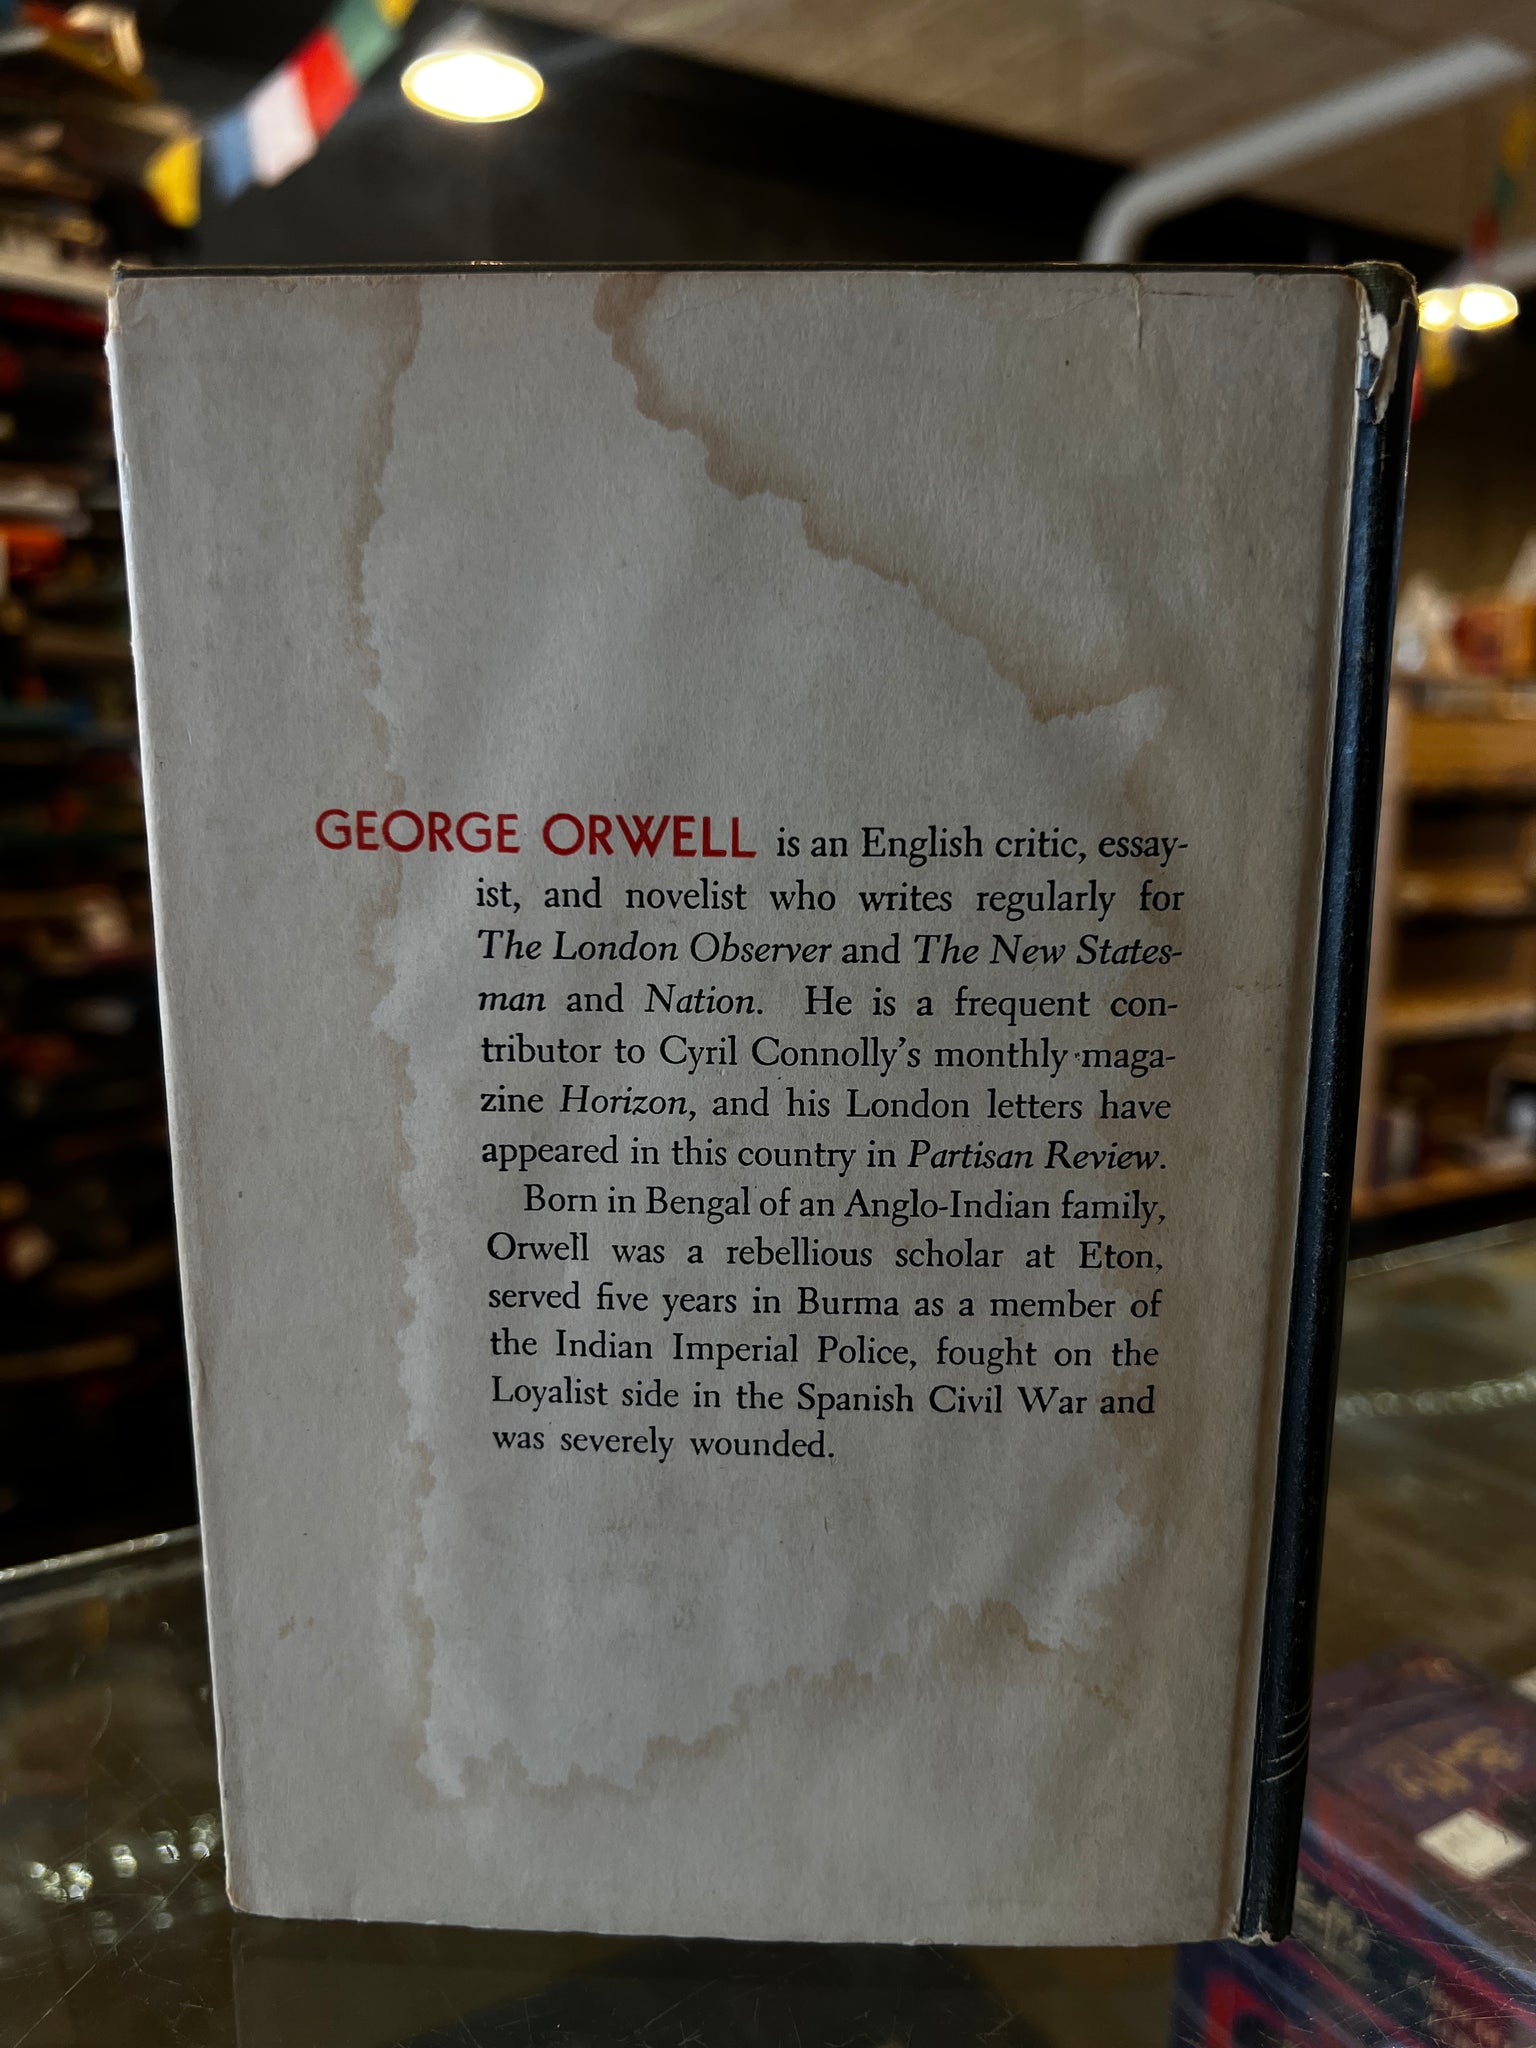 GEORGE ORWELL is an English critic, essay-
ist, and novelist who writes regularly for
The London Observer and The New States-
man and Nation. He is a frequent con-
tributor to Cyril Connolly's monthly maga-
zine Horizon, and his London letters have
appeared in this country in Partisan Review.
Born in Bengal of an Anglo-Indian family,
Orwell was a rebellious scholar at Eton,
served five years in Burma as a member of
the Indian Imperial Police, fought on the
Loyalist side in the Spanish Civil War and
was severely wounded.